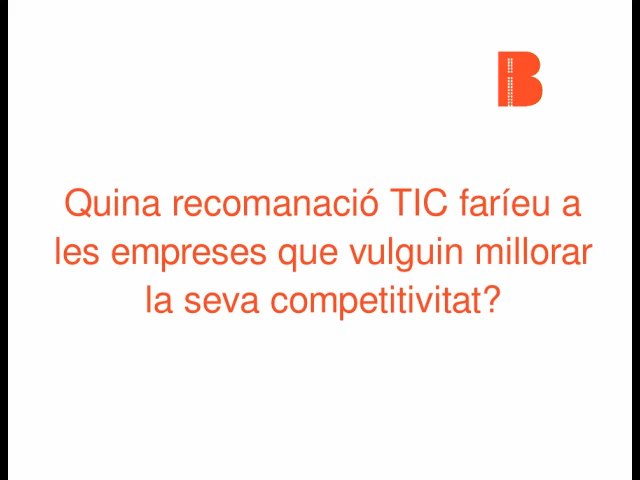 B
Quina recomanació TIC faríeu a
les empreses que vulguin millorar
la seva competitivitat?